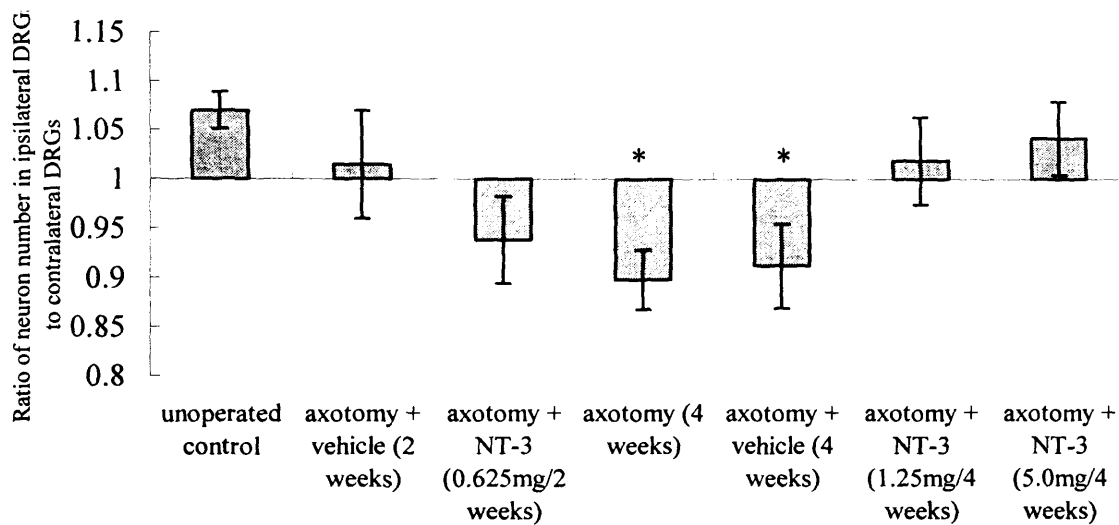 Ratio of neuron number in ipsilateral DRG
to contralateral DRGs
1.15
1.1
1.05
1
0.95
0.9
0.85
0.8
*
*
unoperated
control
axotomy +
vehicle (2
weeks)
axotomy +
NT-3
(0.625mg/2
weeks)
axotomy (4
weeks)
axotomy +
vehicle (4
weeks)
axotomy +
NT-3
(1.25mg/4
weeks)
axotomy +
NT-3
(5.0mg/4
weeks)